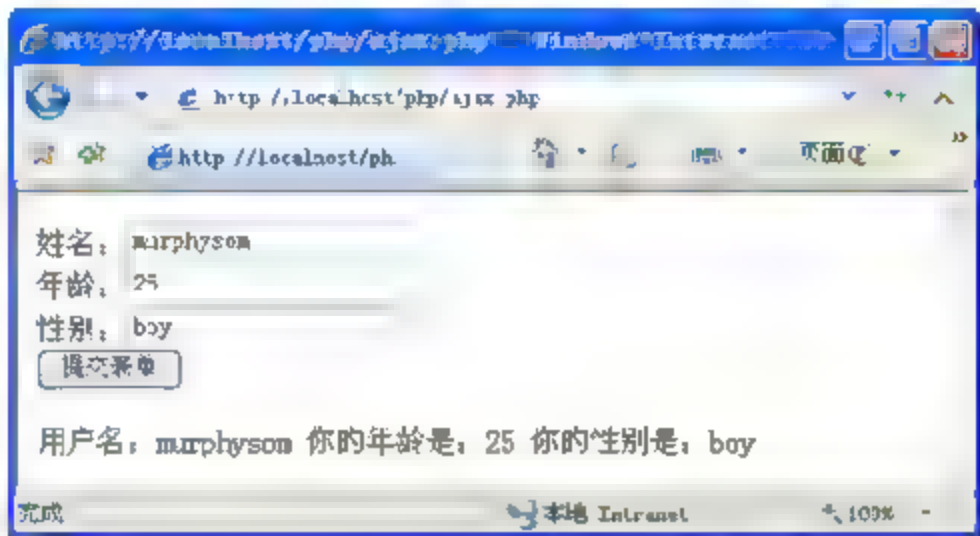 http://localhost/php/ajax.php
http://localhost/ph
页面
姓名: murphysom
年龄: 25
性别: boy
提交表单
用户名: murphysom 你的年龄是: 25 你的性别是: boy
完成 本地 Intranet 100%